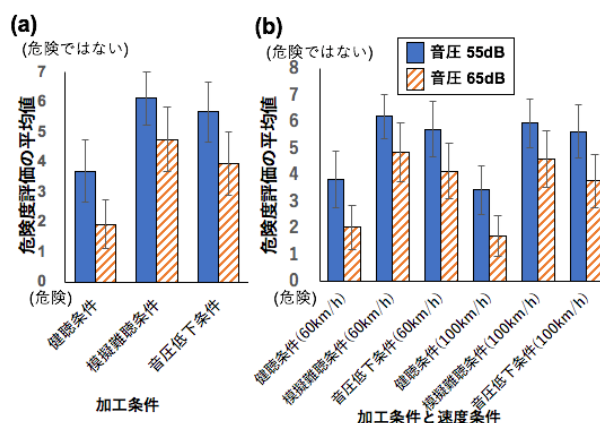 (a)
(危険ではない)
危険度評価の平均値
7
6
5
4
3
2
1
0
(危険)
健聴条件
模擬難聴条件
音圧低下条件
加工条件
(b)
(危険ではない)
音圧 55dB
音圧 65dB
危険度評価の平均値
8
7
6
5
4
3
2
1
0
(危険)
健聴条件(60km/h)
模擬難聴条件(60km/h)
音圧低下条件(60km/h)
健聴条件(100km/h)
模擬難聴条件(100km/h)
音圧低下条件(100km/h)
加工条件と速度条件